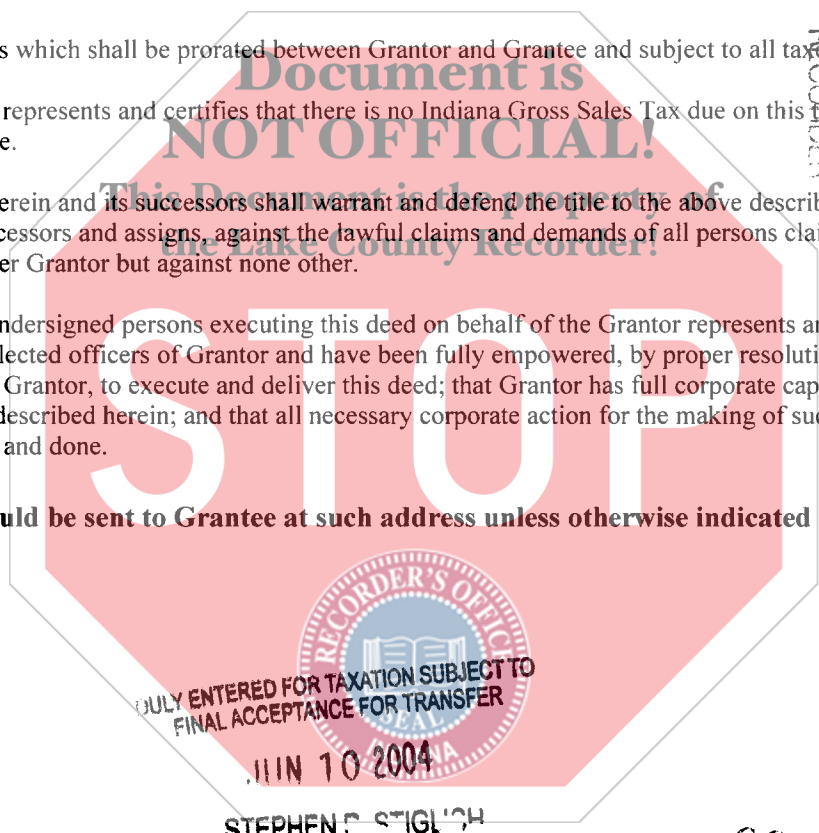 s which shall be prorated between Grantor and Grantee and subject to all taxe
Document is
represents and certifies that there is no Indiana Gross Sales Tax due on this t
e.
NOT OFFICIAL!
This Document is the property of
erein and its successors shall warrant and defend the title to the above describ
cessors and assigns, against the lawful claims and demands of all persons clai
the Lake County Recorder!
er Grantor but against none other.
STOP
ndersigned persons executing this deed on behalf of the Grantor represents an
lected officers of Grantor and have been fully empowered, by proper resoluti
Grantor, to execute and deliver this deed; that Grantor has full corporate cap
described herein; and that all necessary corporate action for the making of suc
and done.
uld be sent to Grantee at such address unless otherwise indicated
RECORDER'S OFFICE
SEAL
INDIANA
DULY ENTERED FOR TAXATION SUBJECT TO
FINAL ACCEPTANCE FOR TRANSFER
JUN 10 2004
STEPHEN